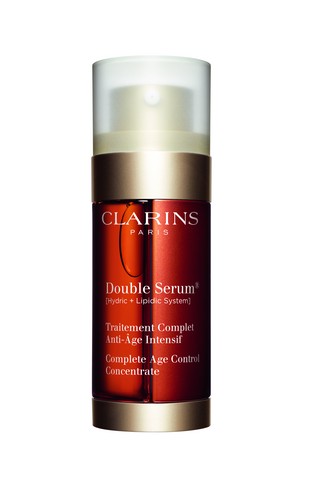 CLARINS
PARIS
Double Serum®
[Hydric + Lipidic System]
Traitement Complet
Anti-Âge Intensif
Complete Age Control
Concentrate